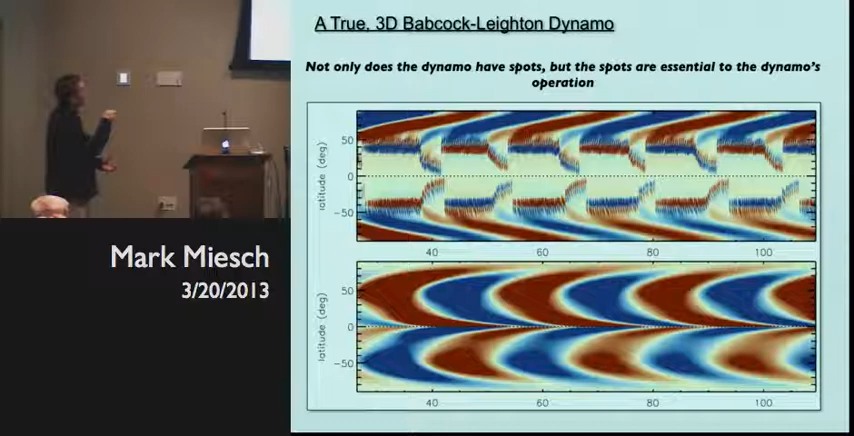 A True, 3D Babcock-Leighton Dynamo
Not only does the dynamo have spots, but the spots are essential to the dynamo's
operation
latitude (deg)
50
0
-50
40
60
80
100
latitude (deg)
50
0
-50
40
60
80
100
Mark Miesch
3/20/2013